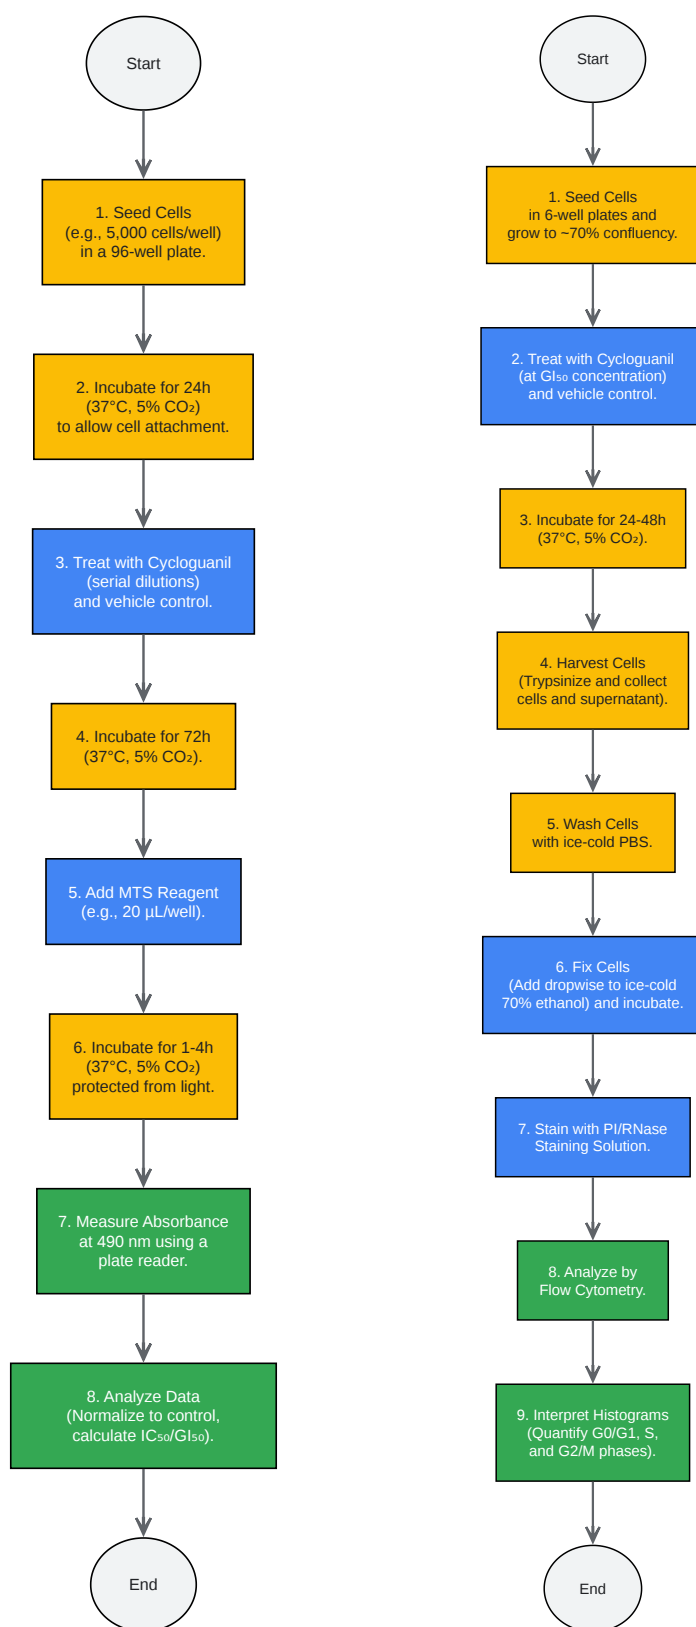 Start
1. Seed Cells
(e.g., 5,000 cells/well)
in a 96-well plate.
2. Incubate for 24h
(37°C, 5% CO₂)
to allow cell attachment.
3. Treat with Cycloguanil
(serial dilutions)
and vehicle control.
4. Incubate for 72h
(37°C, 5% CO₂).
5. Add MTS Reagent
(e.g., 20 µL/well).
6. Incubate for 1-4h
(37°C, 5% CO₂)
protected from light.
7. Measure Absorbance
at 490 nm using a
plate reader.
8. Analyze Data
(Normalize to control,
calculate IC₅₀/GI₅₀).
End
Start
1. Seed Cells
in 6-well plates and
grow to ~70% confluency.
2. Treat with Cycloguanil
(at GI₅₀ concentration)
and vehicle control.
3. Incubate for 24-48h
(37°C, 5% CO₂).
4. Harvest Cells
(Trypsinize and collect
cells and supernatant).
5. Wash Cells
with ice-cold PBS.
6. Fix Cells
(Add dropwise to ice-cold
70% ethanol) and incubate.
7. Stain with PI/RNase
Staining Solution.
8. Analyze by
Flow Cytometry.
9. Interpret Histograms
(Quantify G0/G1, S,
and G2/M phases).
End